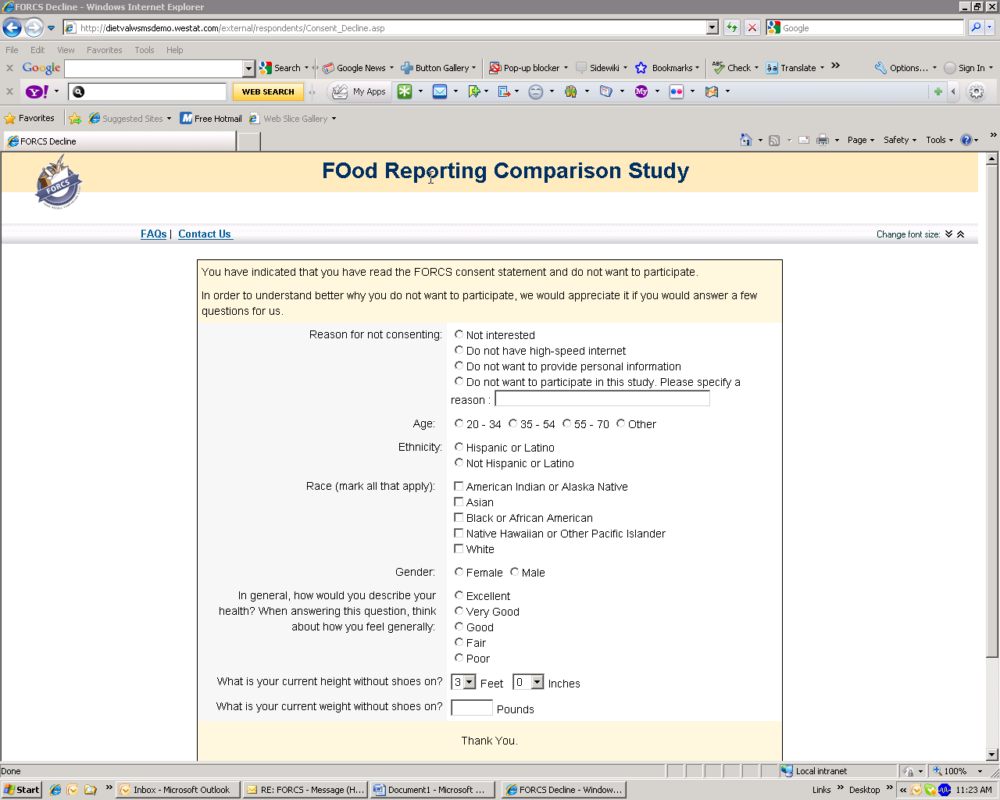 FORCS Decline - Windows Internet Explorer
http://dietvalwsmsdemo.westat.com/external/respondents/Consent_Decline.asp
Google
File Edit View Favorites Tools Help
x Google Search Google News Button Gallery Pop-up blocker Sidewiki Bookmarks Check Translate » Options... Sign In
x Y! WEB SEARCH My Apps
Favorites Suggested Sites Free Hotmail Web Slice Gallery
FORCS Decline Page Safety Tools »
FORCS
FOod Reporting Comparison Study
FAQs | Contact Us Change font size:
You have indicated that you have read the FORCS consent statement and do not want to participate.
In order to understand better why you do not want to participate, we would appreciate it if you would answer a few
questions for us.
Reason for not consenting: Not interested
Do not have high-speed internet
Do not want to provide personal information
Do not want to participate in this study. Please specify a
reason :
Age: 20 - 34 35 - 54 55 - 70 Other
Ethnicity: Hispanic or Latino
Not Hispanic or Latino
Race (mark all that apply): American Indian or Alaska Native
Asian
Black or African American
Native Hawaiian or Other Pacific Islander
White
Gender: Female Male
In general, how would you describe your
health? When answering this question, think
about how you feel generally:
Excellent
Very Good
Good
Fair
Poor
What is your current height without shoes on? 3 Feet 0 Inches
What is your current weight without shoes on? Pounds
Thank You.
Done Local intranet 100%
Start » Inbox - Microsoft Outlook RE: FORCS - Message (H... Document1 - Microsoft ... FORCS Decline - Window... Links » Desktop » « 11:23 AM